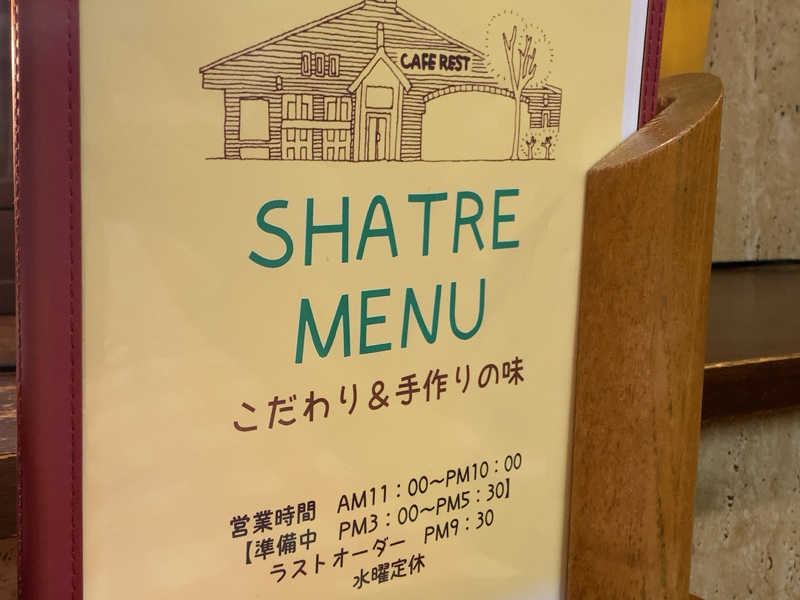 CAFE REST
SHATRE
MENU
こだわり&手作りの味
営業時間　AM11：00〜PM10：00
【準備中　PM3：00〜PM5：30】
ラストオーダー　PM9：30
水曜定休